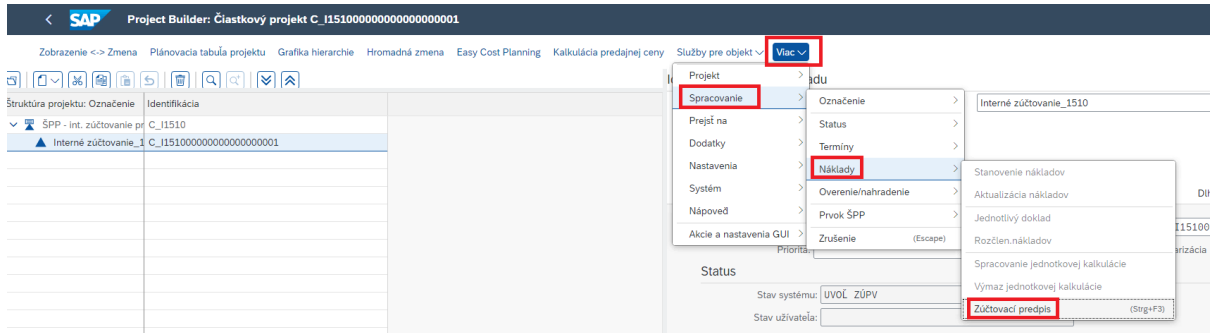 SAP Project Builder: Čiastkový projekt C_I15100000000000000001
Zobrazenie <-> Zmena Plánovacia tabuľa projektu Grafika hierarchie Hromadná zmena Easy Cost Planning Kalkulácia predajnej ceny Služby pre objekt Viac
Štruktúra projektu: Označenie Identifikácia
ŠPP - int. zúčtovanie pr C_I1510
Interné zúčtovanie_1 C_I15100000000000000001
Projekt
Spracovanie
Prejsť na
Dodatky
Nastavenia
Systém
Nápoveď
Akcie a nastavenia GUI
Označenie
Status
Termíny
Náklady
Overenie/nahradenie
Prvok ŠPP
Zrušenie (Escape)
Interné zúčtovanie_1510
Stanovenie nákladov
Aktualizácia nákladov
Jednotlivý doklad
Rozčlen.nákladov
Spracovanie jednotkovej kalkulácie
Výmaz jednotkovej kalkulácie
Zúčtovací predpis (Strg+F3)
Priorita:
Status
Stav systému: UVOĽ ZÚPV
Stav užívateľa: